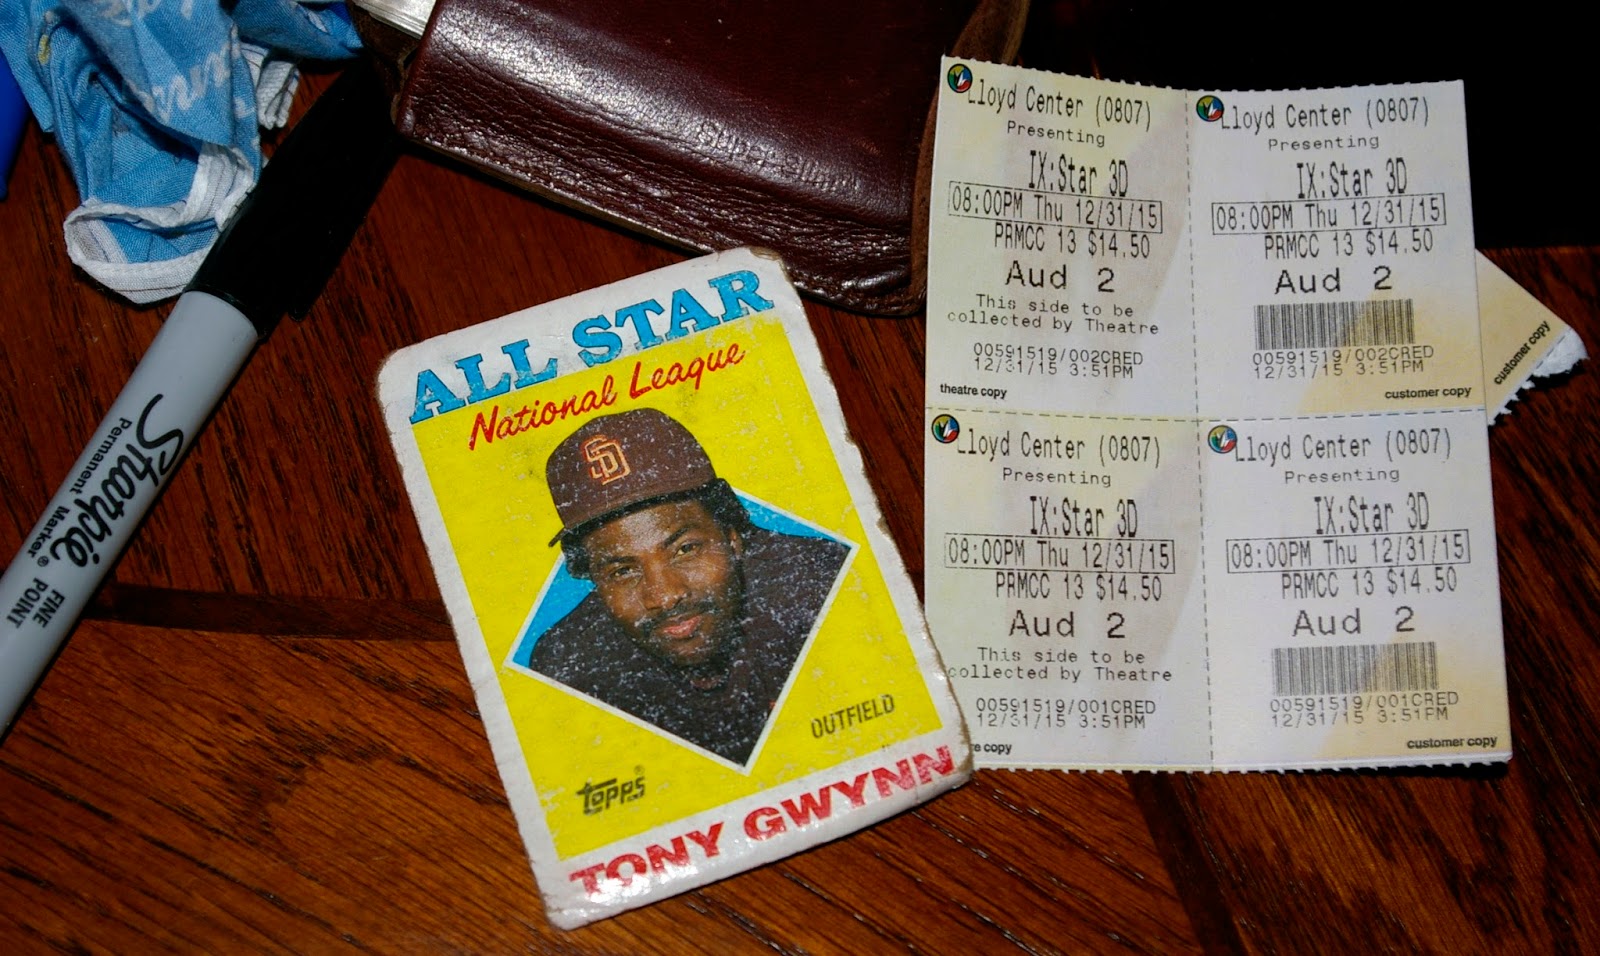 Sharpie®
Permanent Marker
FINE
POINT
ALL STAR
National League
SD
OUTFIELD
topps®
TONY GWYNN
Lloyd Center (0807)
Presenting
IX:Star 3D
08:00PM Thu 12/31/15
PRMCC 13 $14.50
Aud 2
This side to be
collected by Theatre
00591519/002CRED
12/31/15 3:51PM
theatre copy
Lloyd Center (0807)
Presenting
IX:Star 3D
08:00PM Thu 12/31/15
PRMCC 13 $14.50
Aud 2
00591519/002CRED
12/31/15 3:51PM
customer copy
customer copy
Lloyd Center (0807)
Presenting
IX:Star 3D
08:00PM Thu 12/31/15
PRMCC 13 $14.50
Aud 2
This side to be
collected by Theatre
00591519/001CRED
12/31/15 3:51PM
re copy
Lloyd Center (0807)
Presenting
IX:Star 3D
08:00PM Thu 12/31/15
PRMCC 13 $14.50
Aud 2
00591519/001CRED
12/31/15 3:51PM
customer copy